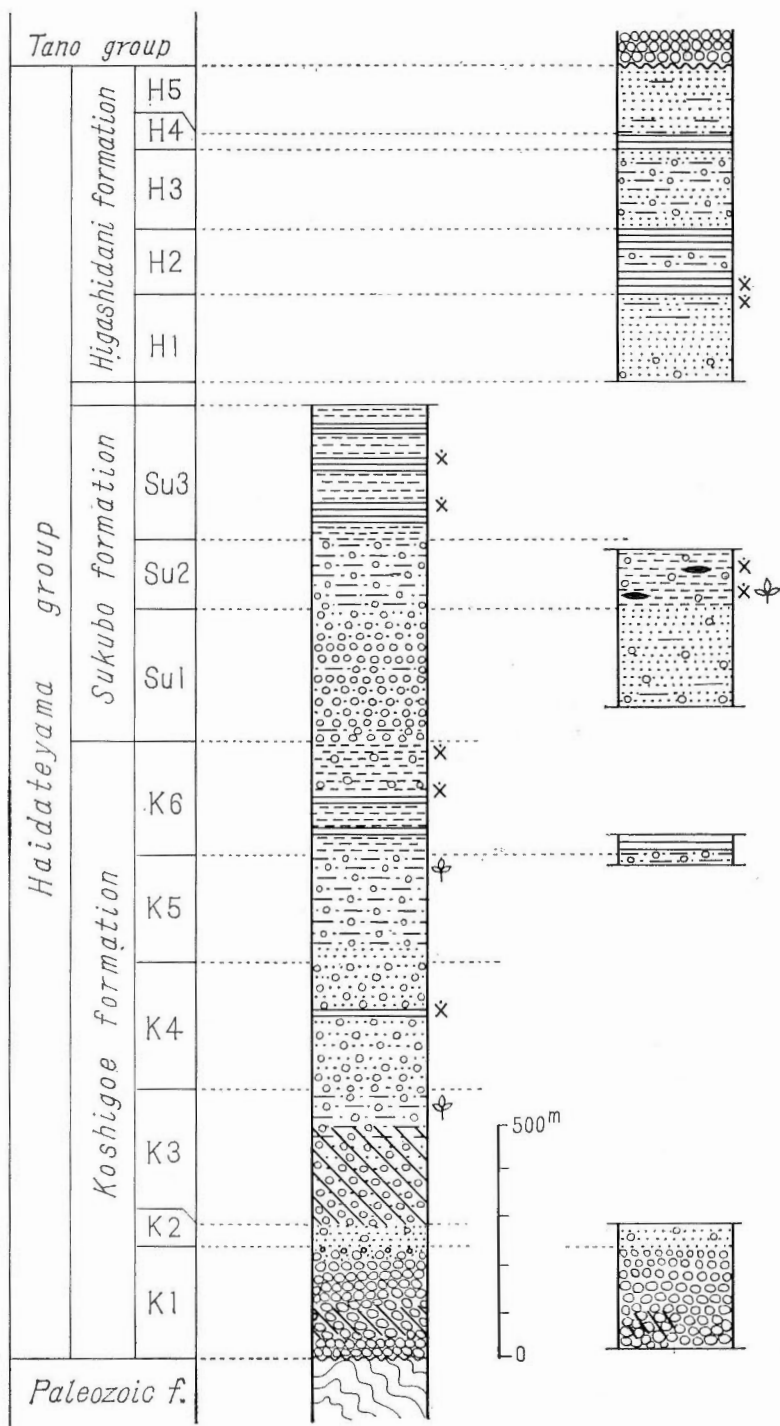 Tano group
Haidateyama group
Higashidani formation
H5
H4
H3
H2
H1
Sukubo formation
Su3
Su2
Su1
Koshigoe formation
K6
K5
K4
K3
K2
K1
Paleozoic f.
500m
0